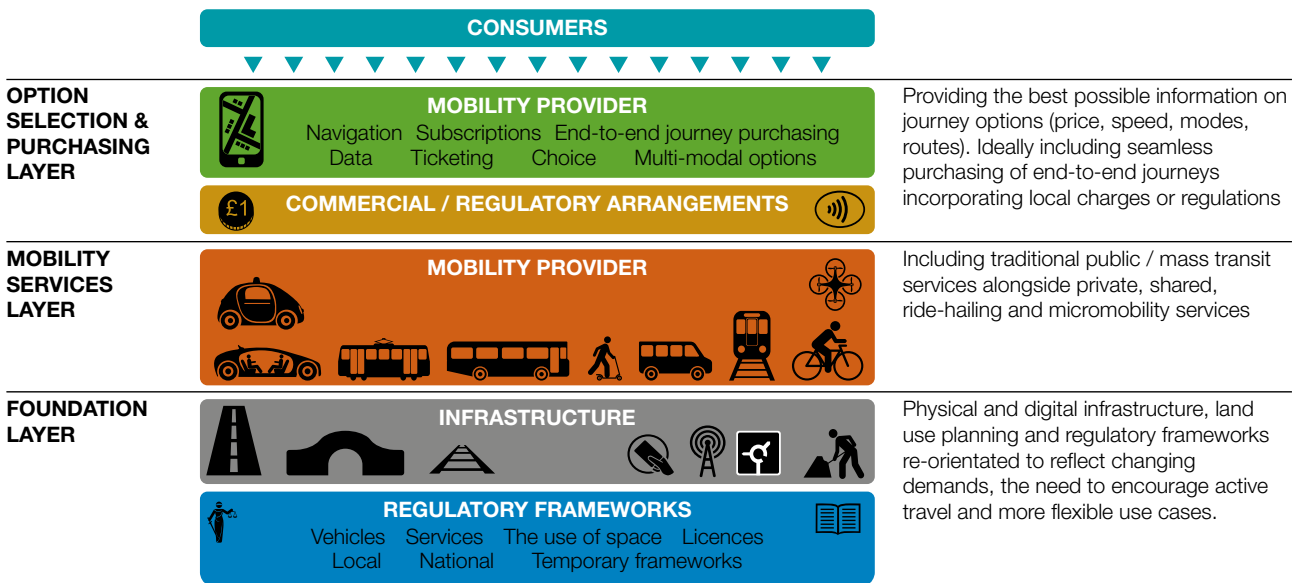 CONSUMERS
OPTION
SELECTION &
PURCHASING
LAYER
MOBILITY PROVIDER
Navigation Subscriptions End-to-end journey purchasing
Data Ticketing Choice Multi-modal options
£1
COMMERCIAL / REGULATORY ARRANGEMENTS
Providing the best possible information on
journey options (price, speed, modes,
routes). Ideally including seamless
purchasing of end-to-end journeys
incorporating local charges or regulations
MOBILITY
SERVICES
LAYER
MOBILITY PROVIDER
Including traditional public / mass transit
services alongside private, shared,
ride-hailing and micromobility services
FOUNDATION
LAYER
INFRASTRUCTURE
REGULATORY FRAMEWORKS
Vehicles Services The use of space Licences
Local National Temporary frameworks
Physical and digital infrastructure, land
use planning and regulatory frameworks
re-orientated to reflect changing
demands, the need to encourage active
travel and more flexible use cases.